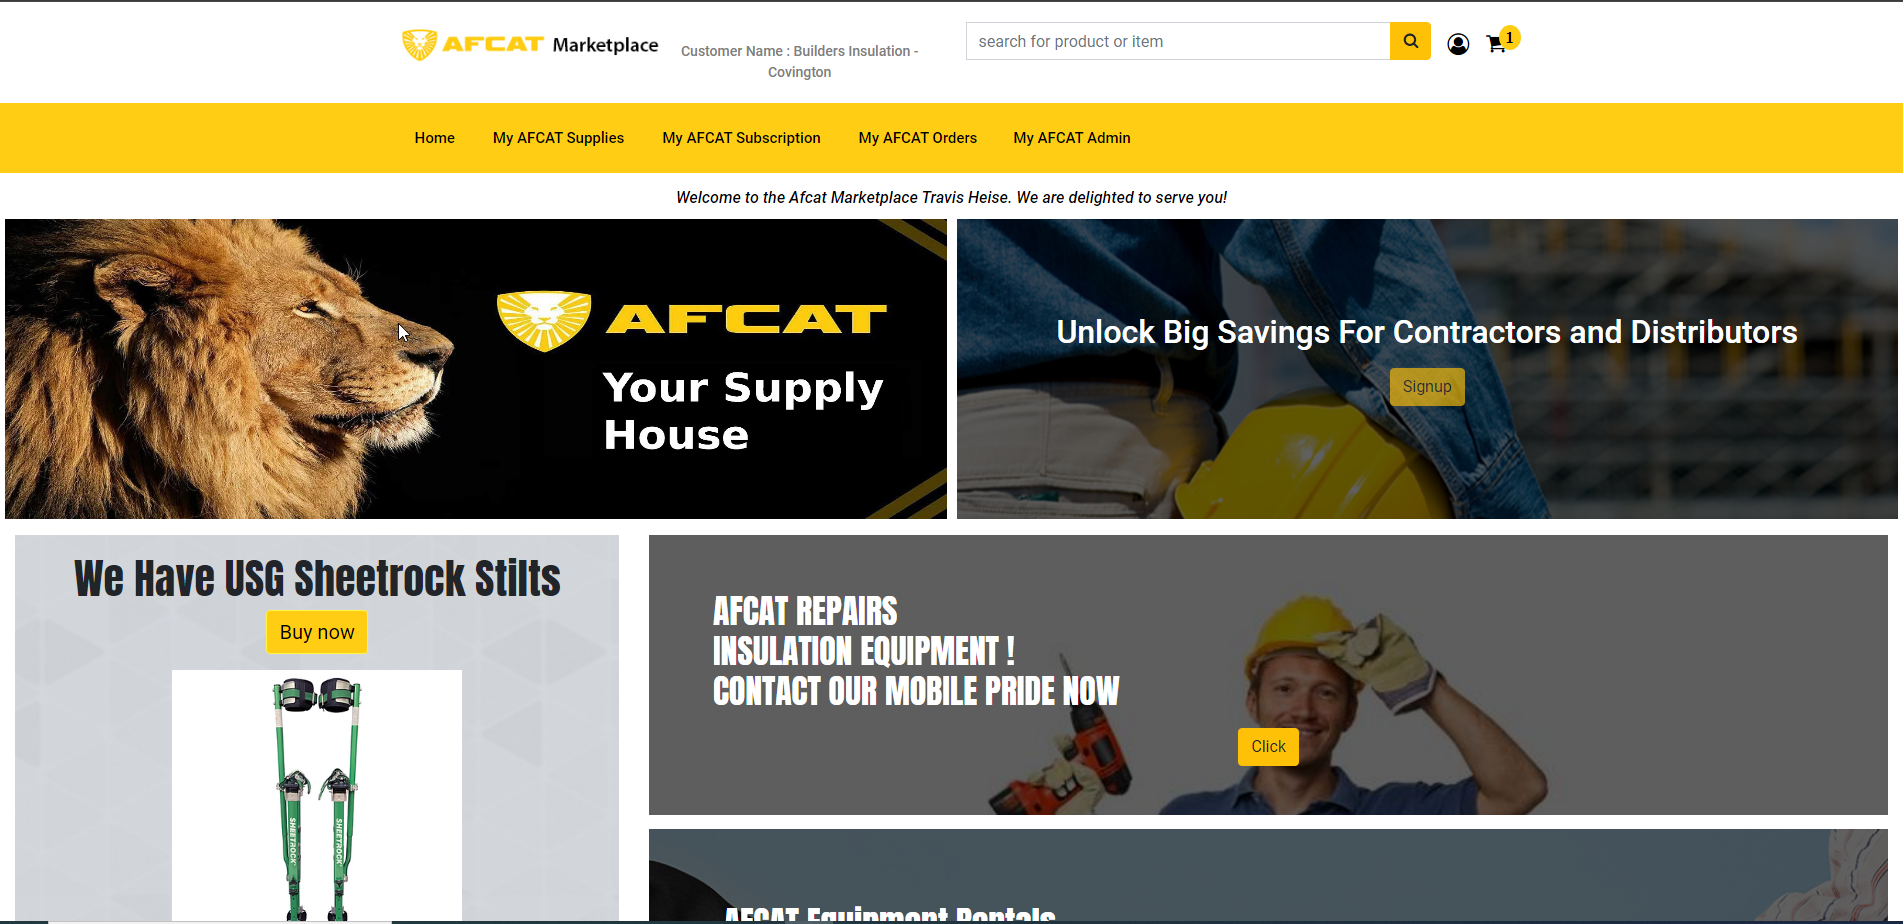 AFCAT Marketplace
Customer Name : Builders Insulation -
Covington
search for product or item
1
Home
My AFCAT Supplies
My AFCAT Subscription
My AFCAT Orders
My AFCAT Admin
Welcome to the Afcat Marketplace Travis Heise. We are delighted to serve you!
AFCAT
Your Supply
House
Unlock Big Savings For Contractors and Distributors
Signup
We Have USG Sheetrock Stilts
Buy now
SHEETROCK
SHEETROCK
AFCAT REPAIRS
INSULATION EQUIPMENT !
CONTACT OUR MOBILE PRIDE NOW
Click
AFCAT Equipment Rentals